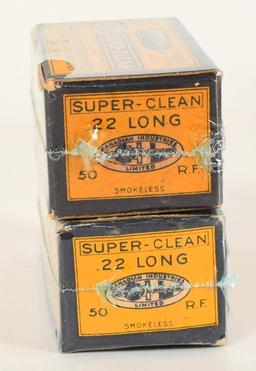 SUPER-CLEAN
.22 LONG
CANADIAN INDUSTRIES
LIMITED
50 R.F.
SMOKELESS
SUPER-CLEAN
.22 LONG
CANADIAN INDUSTRIES
LIMITED
50 R.F.
SMOKELESS